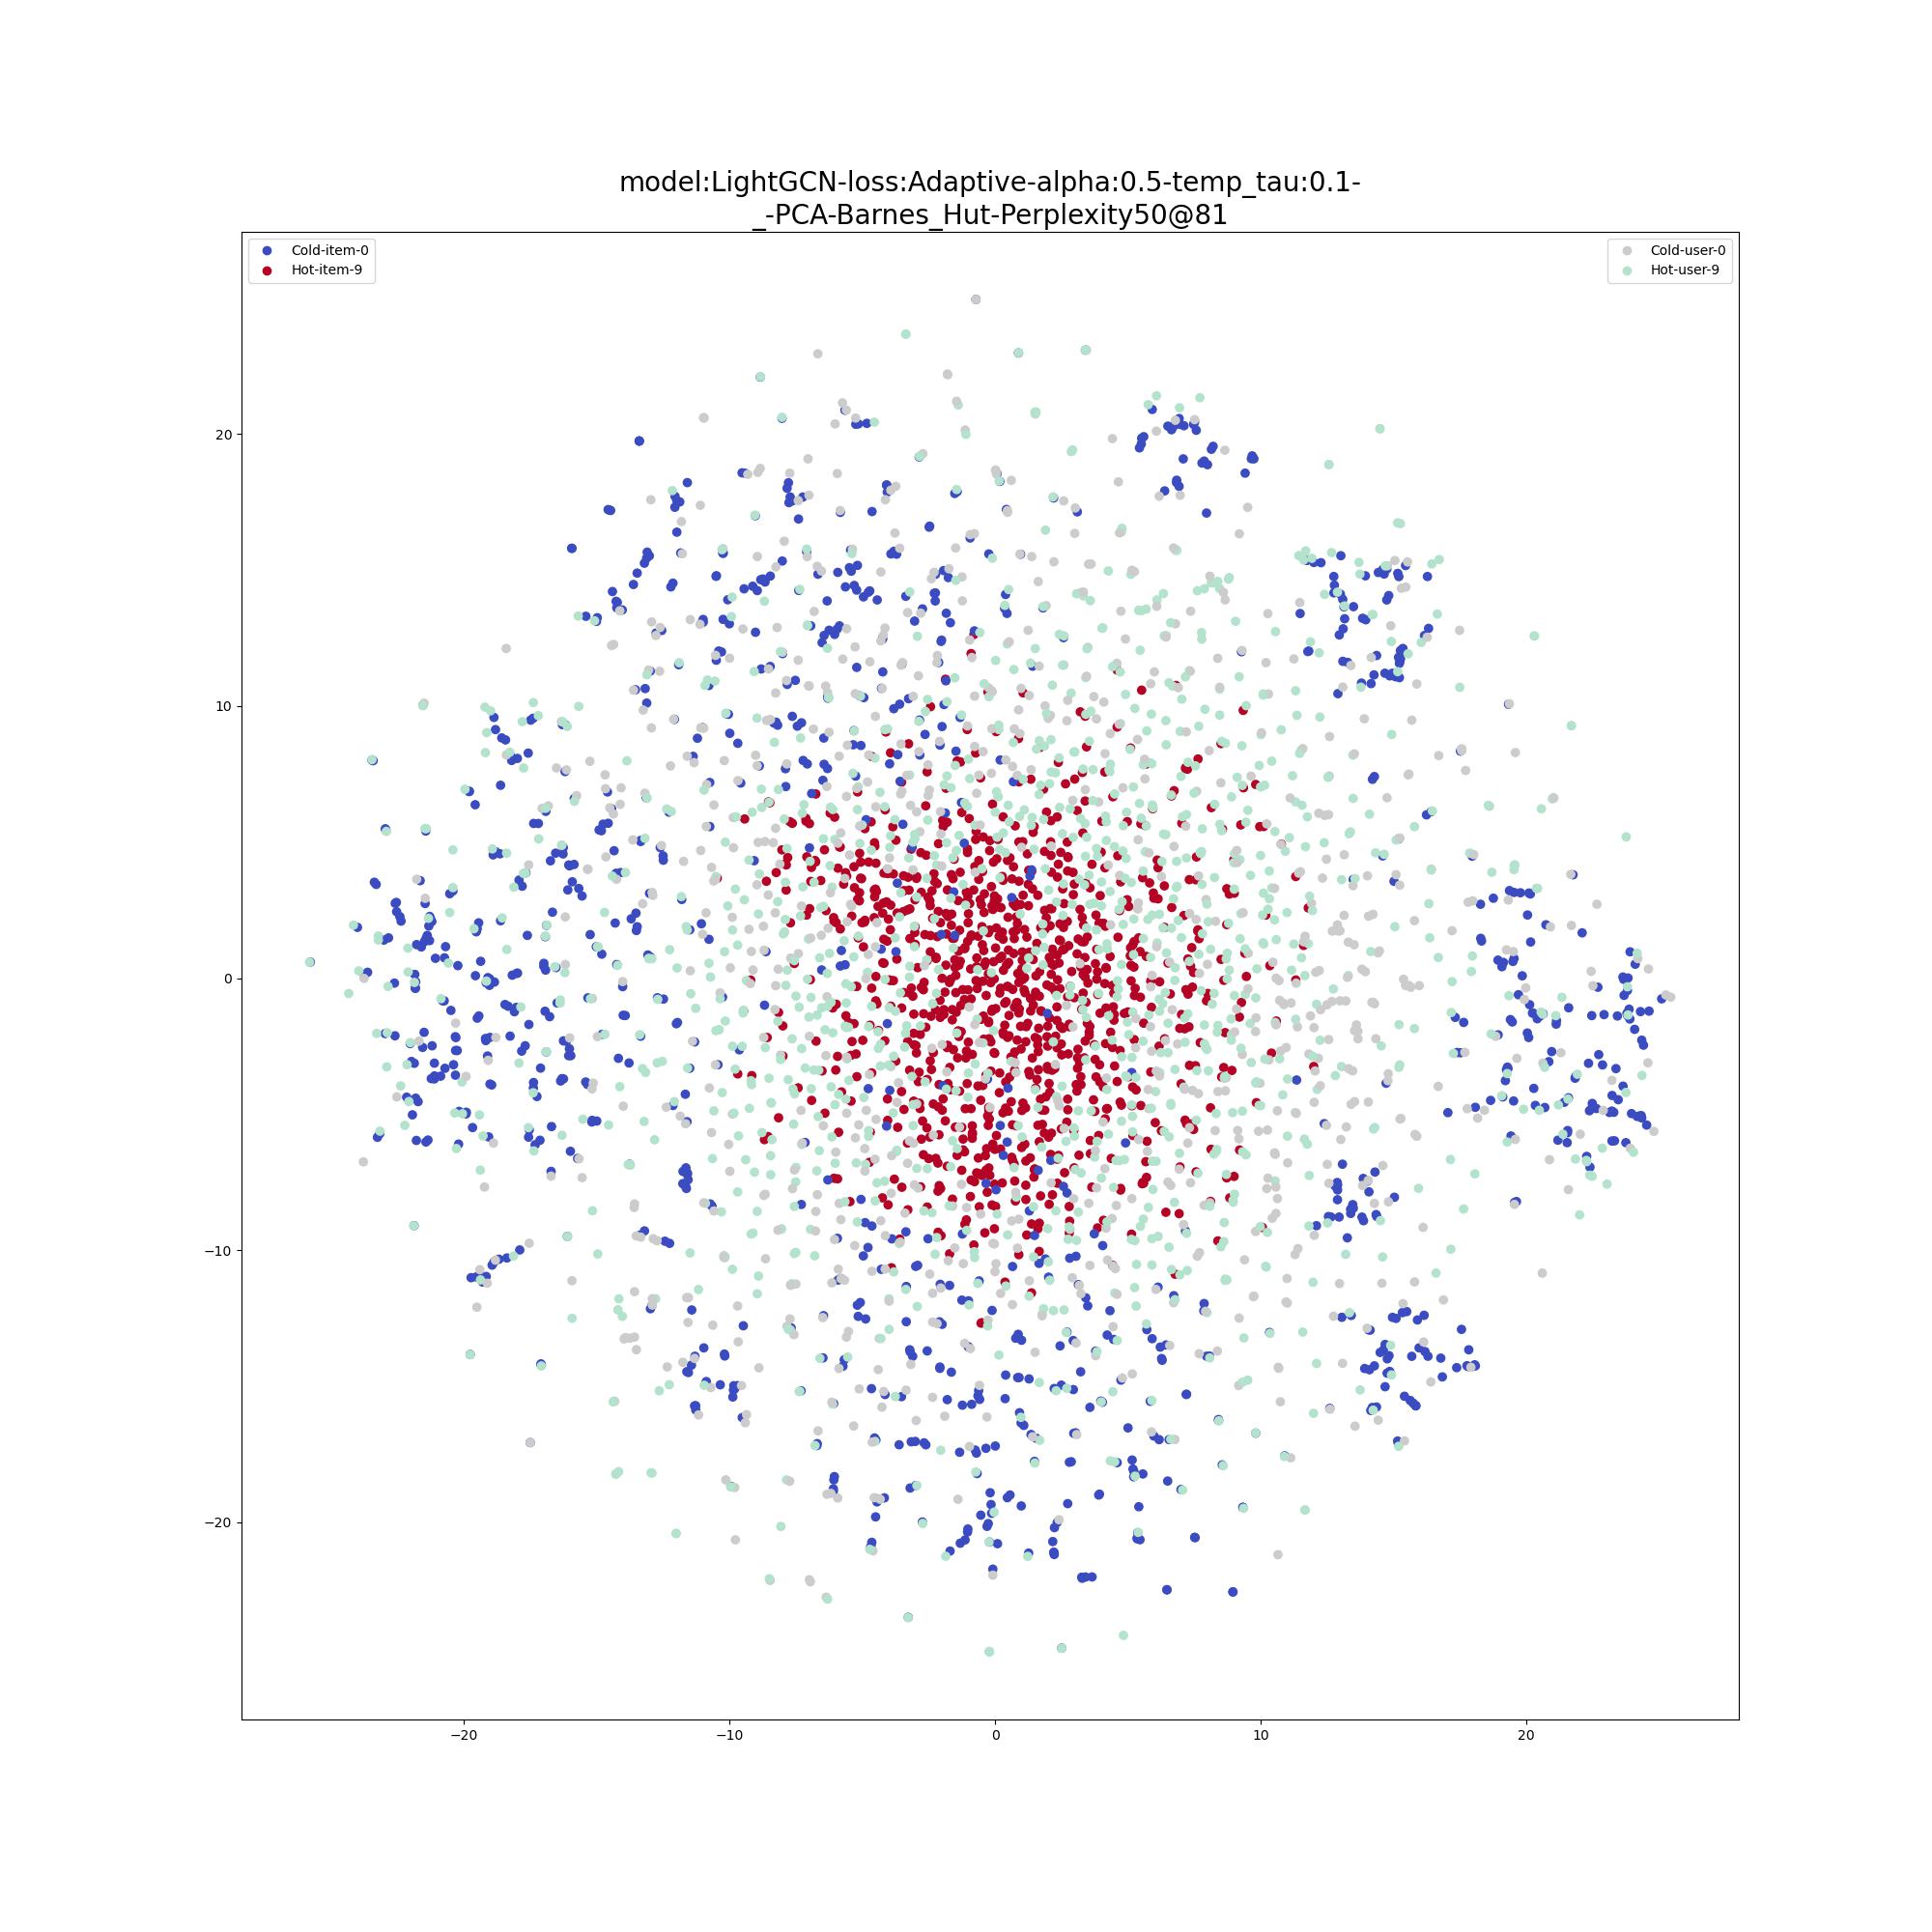 model:LightGCN-loss:Adaptive-alpha:0.5-temp_tau:0.1-
_-PCA-Barnes_Hut-Perplexity50@81
Cold-item-0
Hot-item-9
Cold-user-0
Hot-user-9
20
10
0
−10
−20
−20
−10
0
10
20